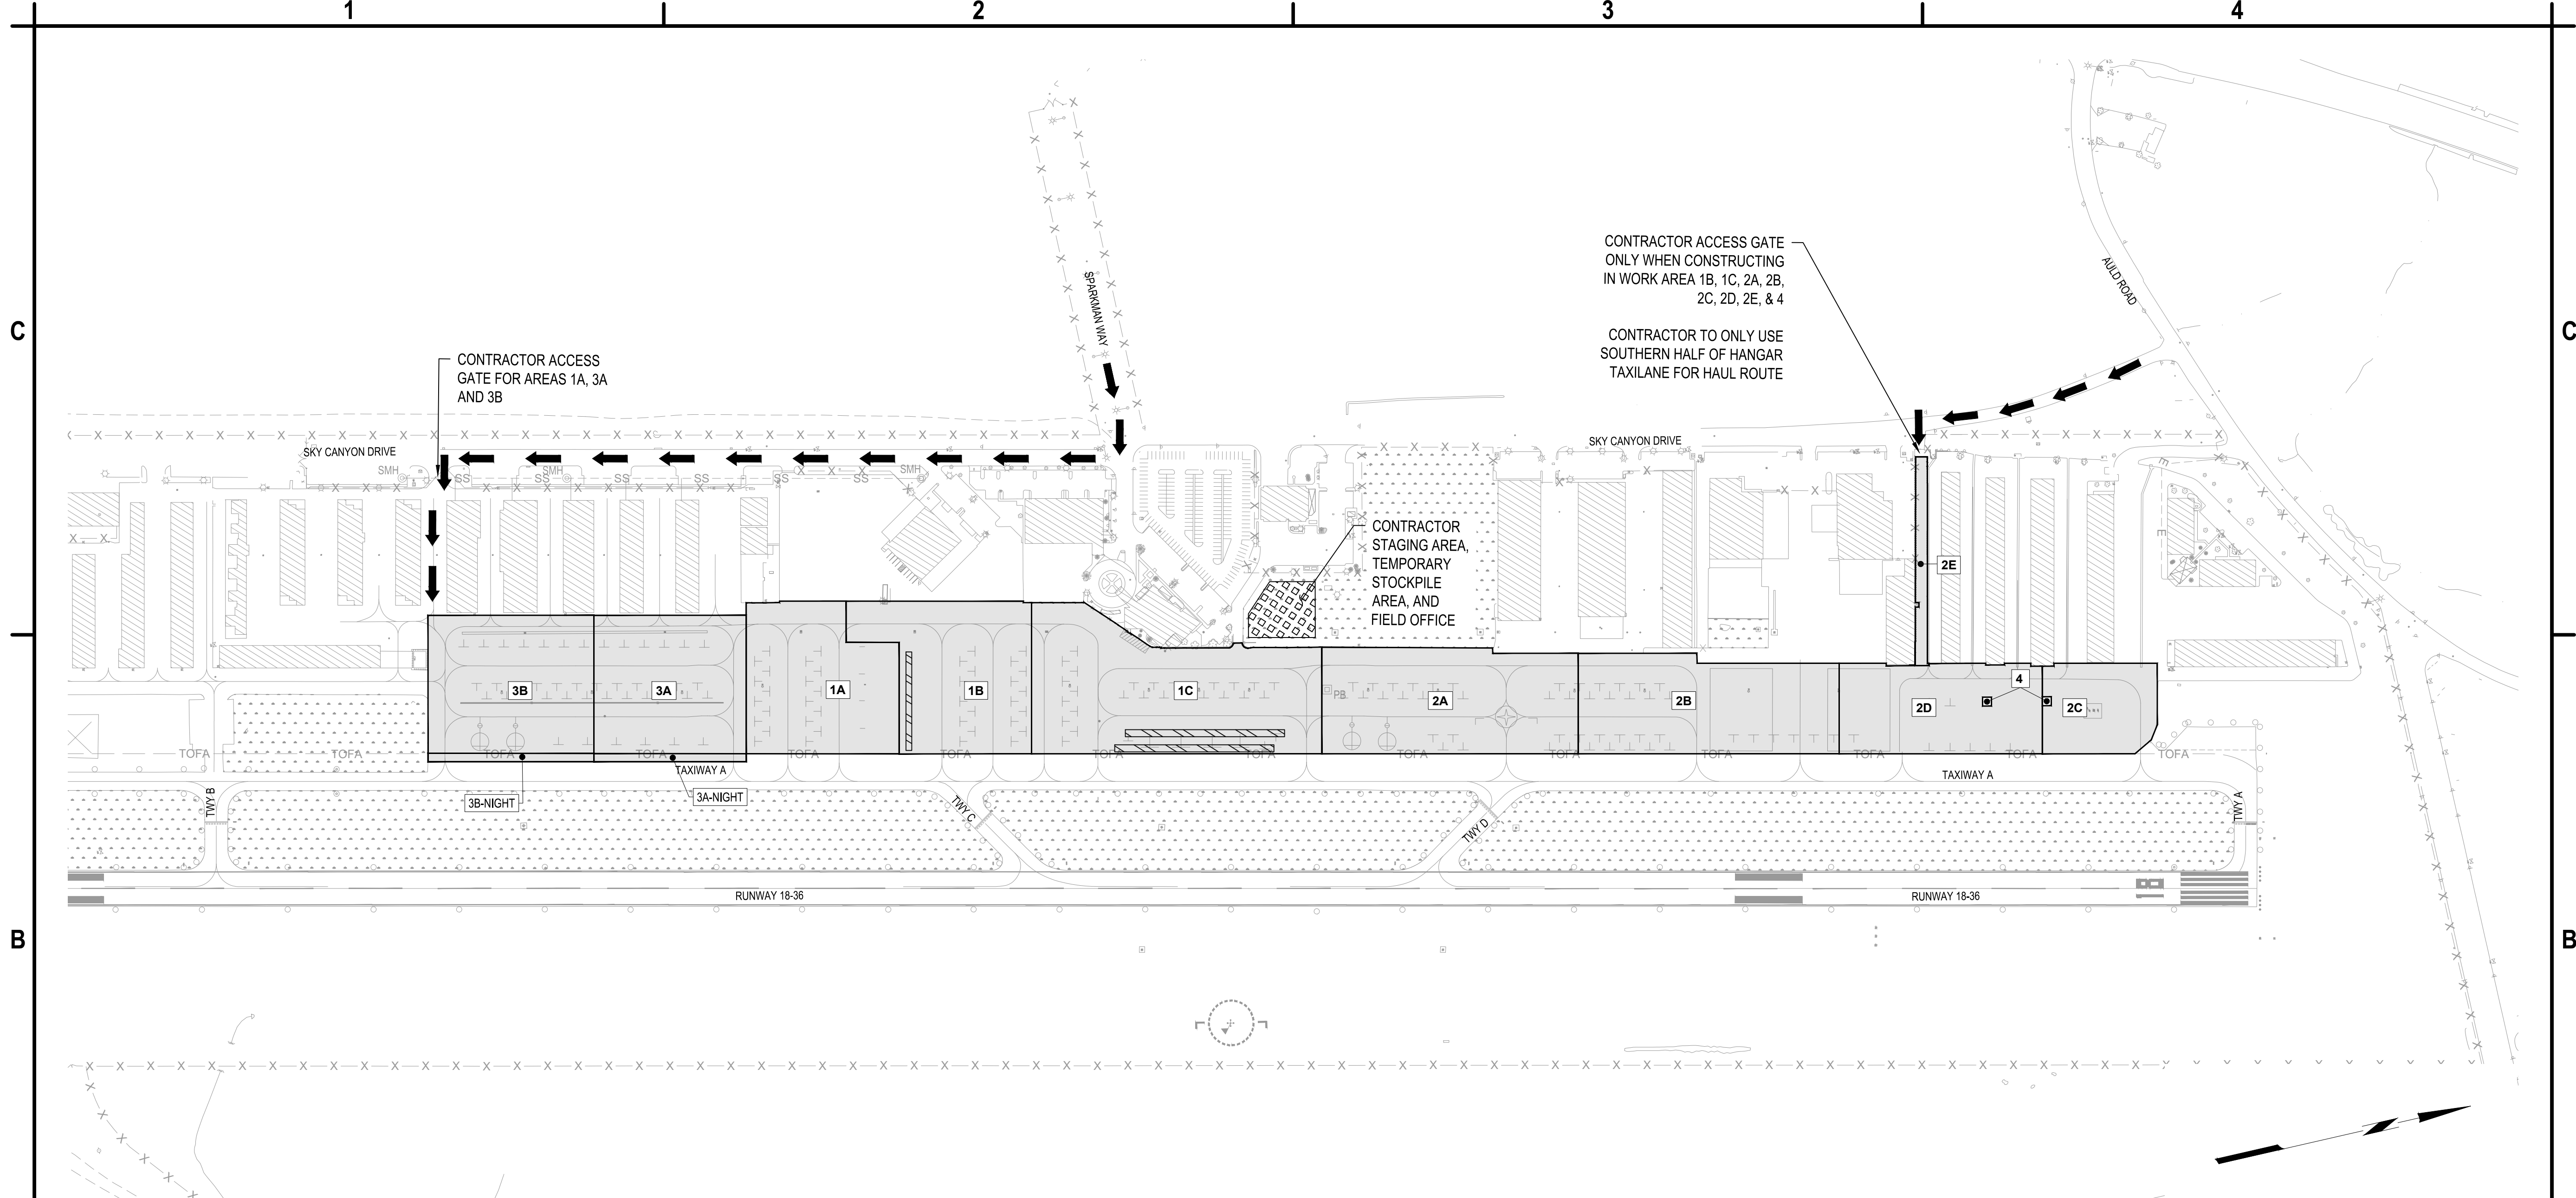 1
2
3
4
C
C
SPARKMAN WAY
AULD ROAD
CONTRACTOR ACCESS GATE
ONLY WHEN CONSTRUCTING
IN WORK AREA 1B, 1C, 2A, 2B,
2C, 2D, 2E, & 4
CONTRACTOR TO ONLY USE
SOUTHERN HALF OF HANGAR
TAXILANE FOR HAUL ROUTE
CONTRACTOR ACCESS
GATE FOR AREAS 1A, 3A
AND 3B
SKY CANYON DRIVE
SKY CANYON DRIVE
SMH
SMH
SMH
SS
SS
SS
SS
SS
SS
E
E
CONTRACTOR
STAGING AREA,
TEMPORARY
STOCKPILE
AREA, AND
FIELD OFFICE
2E
3B
3A
1A
1B
1C
PB
2A
2B
2D
4
2C
TOFA
TOFA
TOFA
TOFA
TOFA
TOFA
TOFA
TOFA
TOFA
TOFA
TOFA
TOFA
TOFA
TOFA
TAXIWAY A
TAXIWAY A
3B-NIGHT
3A-NIGHT
TWY B
TWY C
TWY D
TWY A
RUNWAY 18-36
RUNWAY 18-36
18
B
B